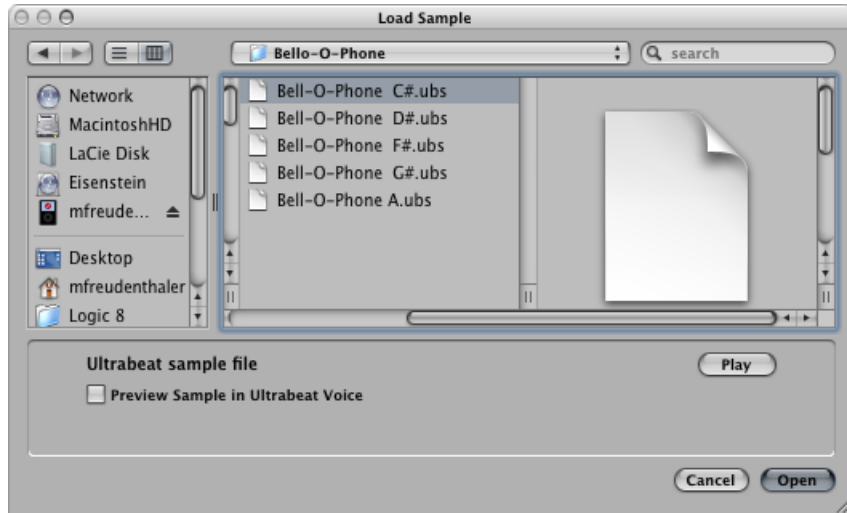 Load Sample
Bello-O-Phone
search
Network
MacintoshHD
LaCie Disk
Eisenstein
mfreude...
Desktop
mfreudenthaler
Logic 8
Bell-O-Phone  C#.ubs
Bell-O-Phone  D#.ubs
Bell-O-Phone  F#.ubs
Bell-O-Phone  G#.ubs
Bell-O-Phone A.ubs
Ultrabeat sample file
Play
Preview Sample in Ultrabeat Voice
Cancel
Open